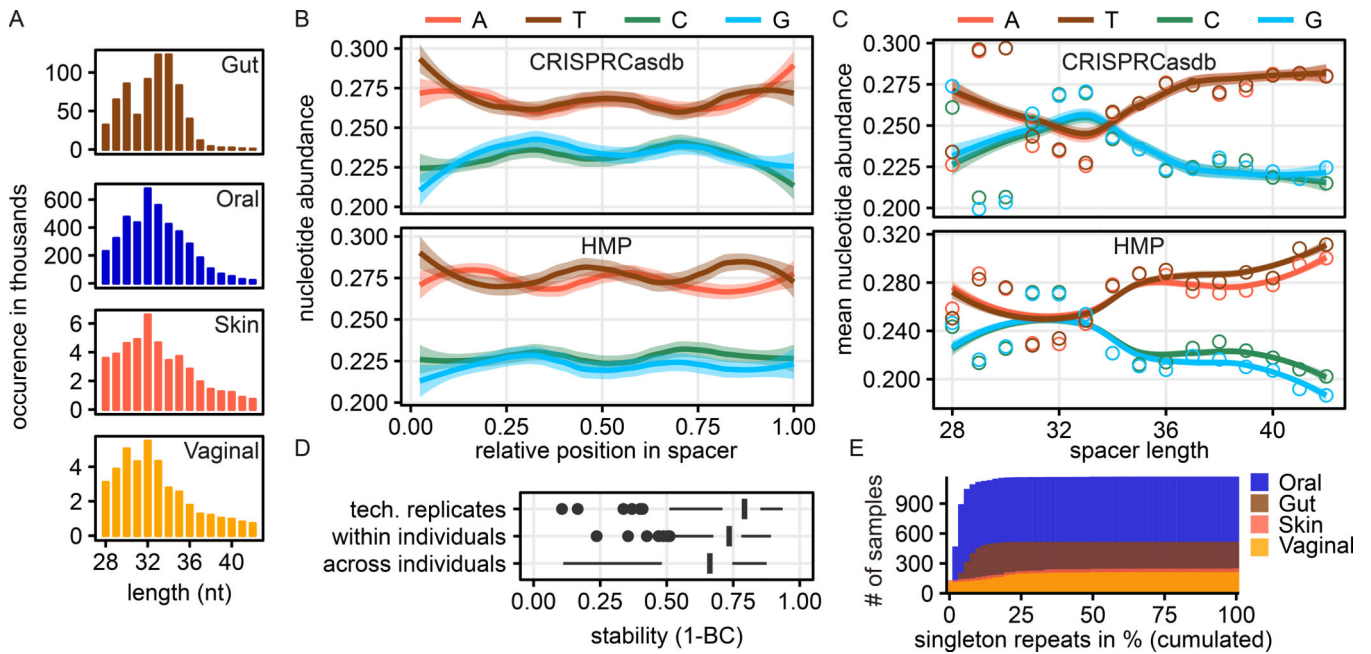 A
Gut
100
50
0
Oral
600
400
200
0
Skin
6
4
2
0
Vaginal
4
2
0
28 32 36 40
length (nt)
occurence in thousands
B
A T C G
CRISPRCasdb
0.300
0.275
0.250
0.225
0.200
HMP
0.300
0.275
0.250
0.225
0.200
0.00 0.25 0.50 0.75 1.00
relative position in spacer
nucleotide abundance
C
A T C G
CRISPRCasdb
0.300
0.275
0.250
0.225
0.200
HMP
0.320
0.280
0.240
0.200
28 32 36 40
spacer length
mean nucleotide abundance
D
tech. replicates
within individuals
across individuals
0.00 0.25 0.50 0.75 1.00
stability (1-BC)
E
Oral
Gut
Skin
Vaginal
900
600
300
0
0 25 50 75 100
singleton repeats in % (cumulated)
# of samples